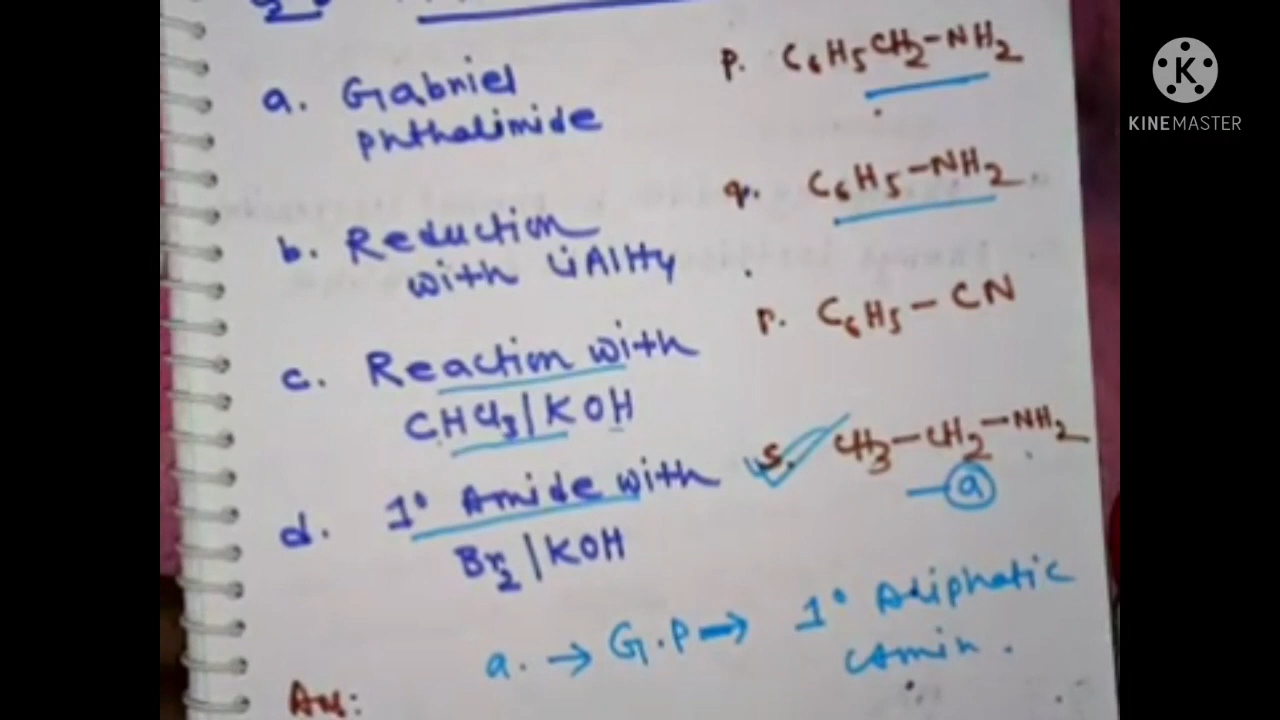 a. Gabriel
phthalimide
b. Reduction
with LiAlH4
c. Reaction with
CHCl3/KOH
d. 1° Amide with
Br2/KOH
p. C6H5CH2-NH2
q. C6H5-NH2
r. C6H5-CN
s. CH3-CH2-NH2
-a
a. → G.P → 1° Aliphatic
Amin.
Ans:
K
KINEMASTER